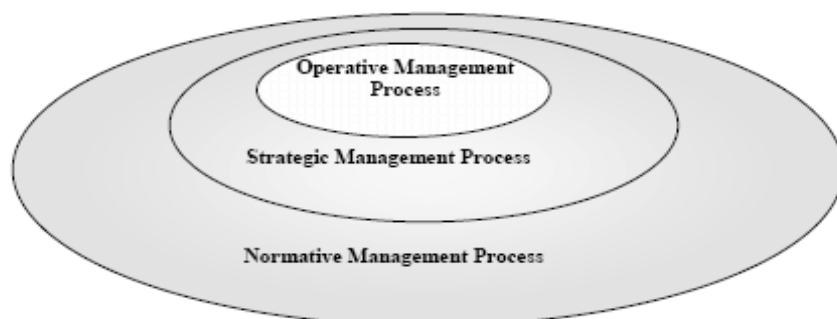 Operative Management
Process
Strategic Management Process
Normative Management Process